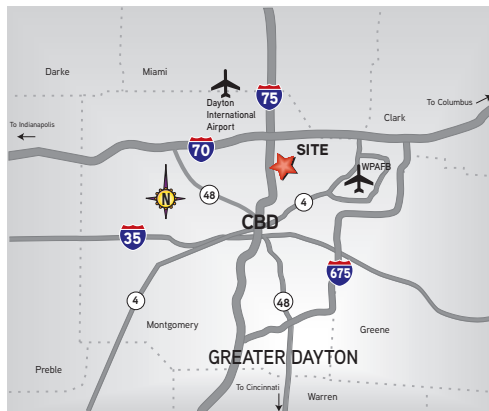 Darke
Miami
75
Dayton
International
Airport
To Columbus
Clark
To Indianapolis
70
SITE
WPAFB
N
48
4
CBD
35
675
4
48
Montgomery
Greene
GREATER DAYTON
Preble
To Cincinnati
Warren